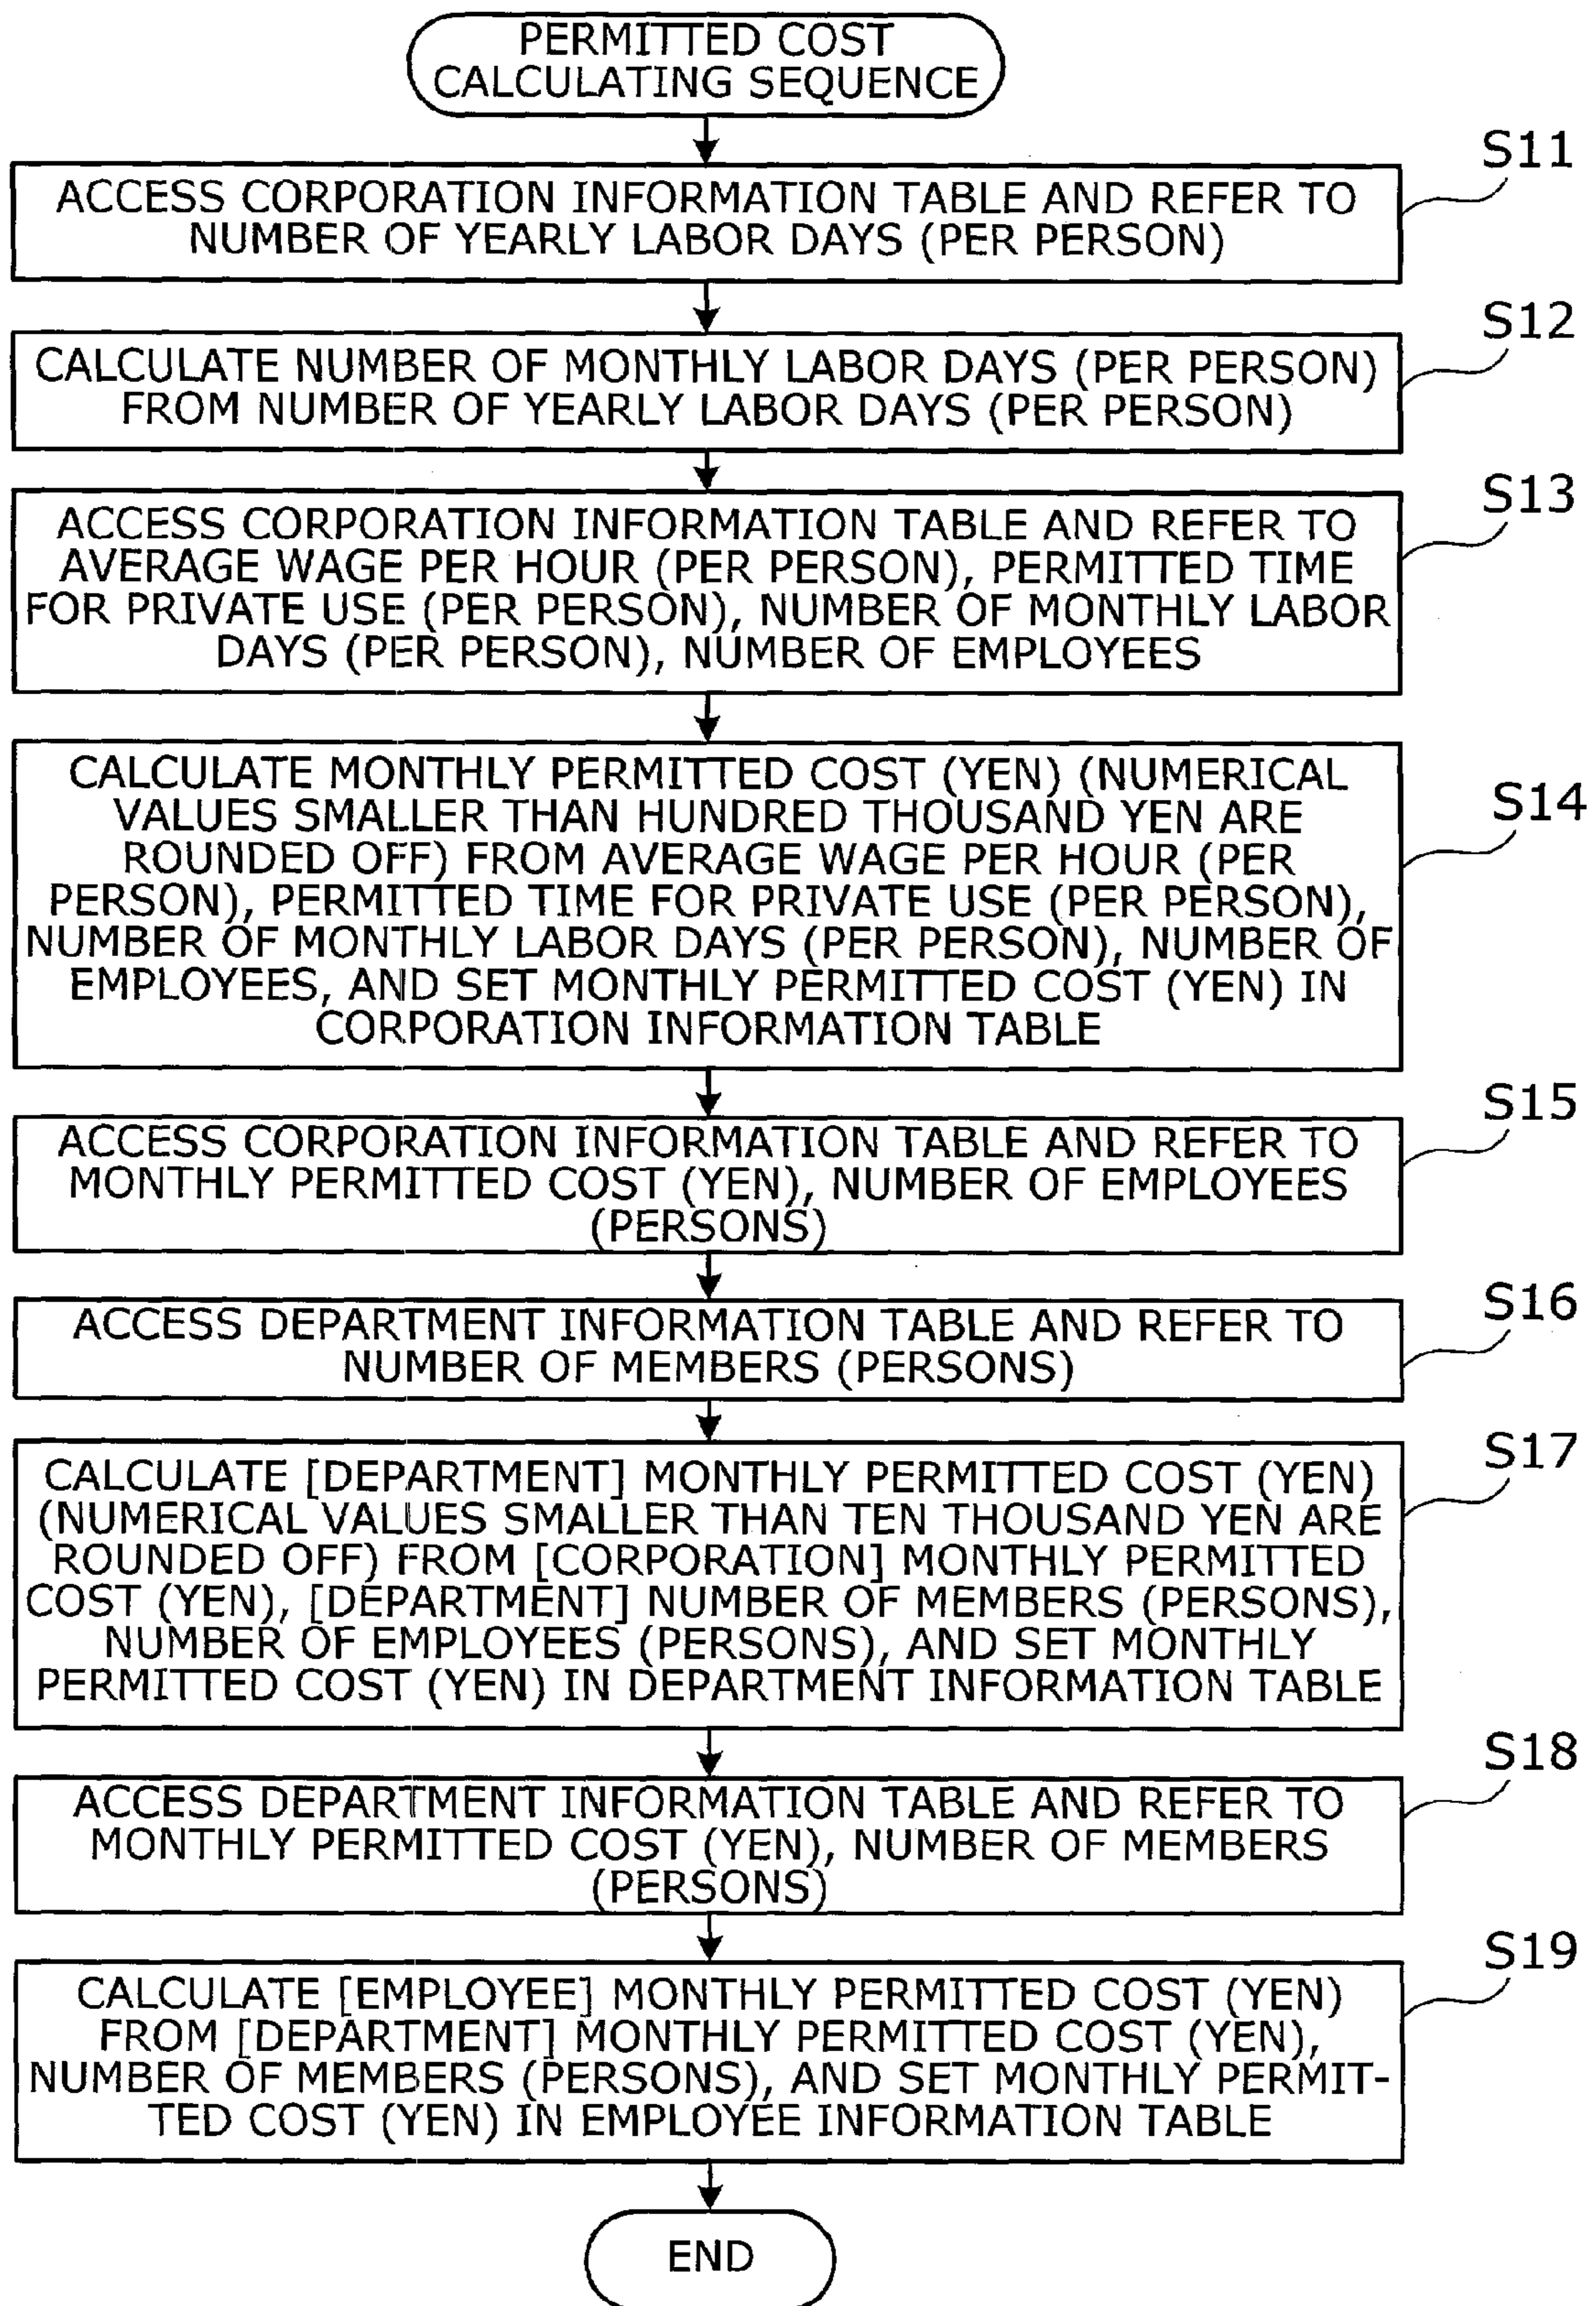 PERMITTED COST
CALCULATING SEQUENCE
S11
ACCESS CORPORATION INFORMATION TABLE AND REFER TO
NUMBER OF YEARLY LABOR DAYS (PER PERSON)
S12
CALCULATE NUMBER OF MONTHLY LABOR DAYS (PER PERSON)
FROM NUMBER OF YEARLY LABOR DAYS (PER PERSON)
S13
ACCESS CORPORATION INFORMATION TABLE AND REFER TO
AVERAGE WAGE PER HOUR (PER PERSON), PERMITTED TIME
FOR PRIVATE USE (PER PERSON), NUMBER OF MONTHLY LABOR
DAYS (PER PERSON), NUMBER OF EMPLOYEES
S14
CALCULATE MONTHLY PERMITTED COST (YEN) (NUMERICAL
VALUES SMALLER THAN HUNDRED THOUSAND YEN ARE
ROUNDED OFF) FROM AVERAGE WAGE PER HOUR (PER
PERSON), PERMITTED TIME FOR PRIVATE USE (PER PERSON),
NUMBER OF MONTHLY LABOR DAYS (PER PERSON), NUMBER OF
EMPLOYEES, AND SET MONTHLY PERMITTED COST (YEN) IN
CORPORATION INFORMATION TABLE
S15
ACCESS CORPORATION INFORMATION TABLE AND REFER TO
MONTHLY PERMITTED COST (YEN), NUMBER OF EMPLOYEES
(PERSONS)
S16
ACCESS DEPARTMENT INFORMATION TABLE AND REFER TO
NUMBER OF MEMBERS (PERSONS)
S17
CALCULATE [DEPARTMENT] MONTHLY PERMITTED COST (YEN)
(NUMERICAL VALUES SMALLER THAN TEN THOUSAND YEN ARE
ROUNDED OFF) FROM [CORPORATION] MONTHLY PERMITTED
COST (YEN), [DEPARTMENT] NUMBER OF MEMBERS (PERSONS),
NUMBER OF EMPLOYEES (PERSONS), AND SET MONTHLY
PERMITTED COST (YEN) IN DEPARTMENT INFORMATION TABLE
S18
ACCESS DEPARTMENT INFORMATION TABLE AND REFER TO
MONTHLY PERMITTED COST (YEN), NUMBER OF MEMBERS
(PERSONS)
S19
CALCULATE [EMPLOYEE] MONTHLY PERMITTED COST (YEN)
FROM [DEPARTMENT] MONTHLY PERMITTED COST (YEN),
NUMBER OF MEMBERS (PERSONS), AND SET MONTHLY PERMIT-
TED COST (YEN) IN EMPLOYEE INFORMATION TABLE
END